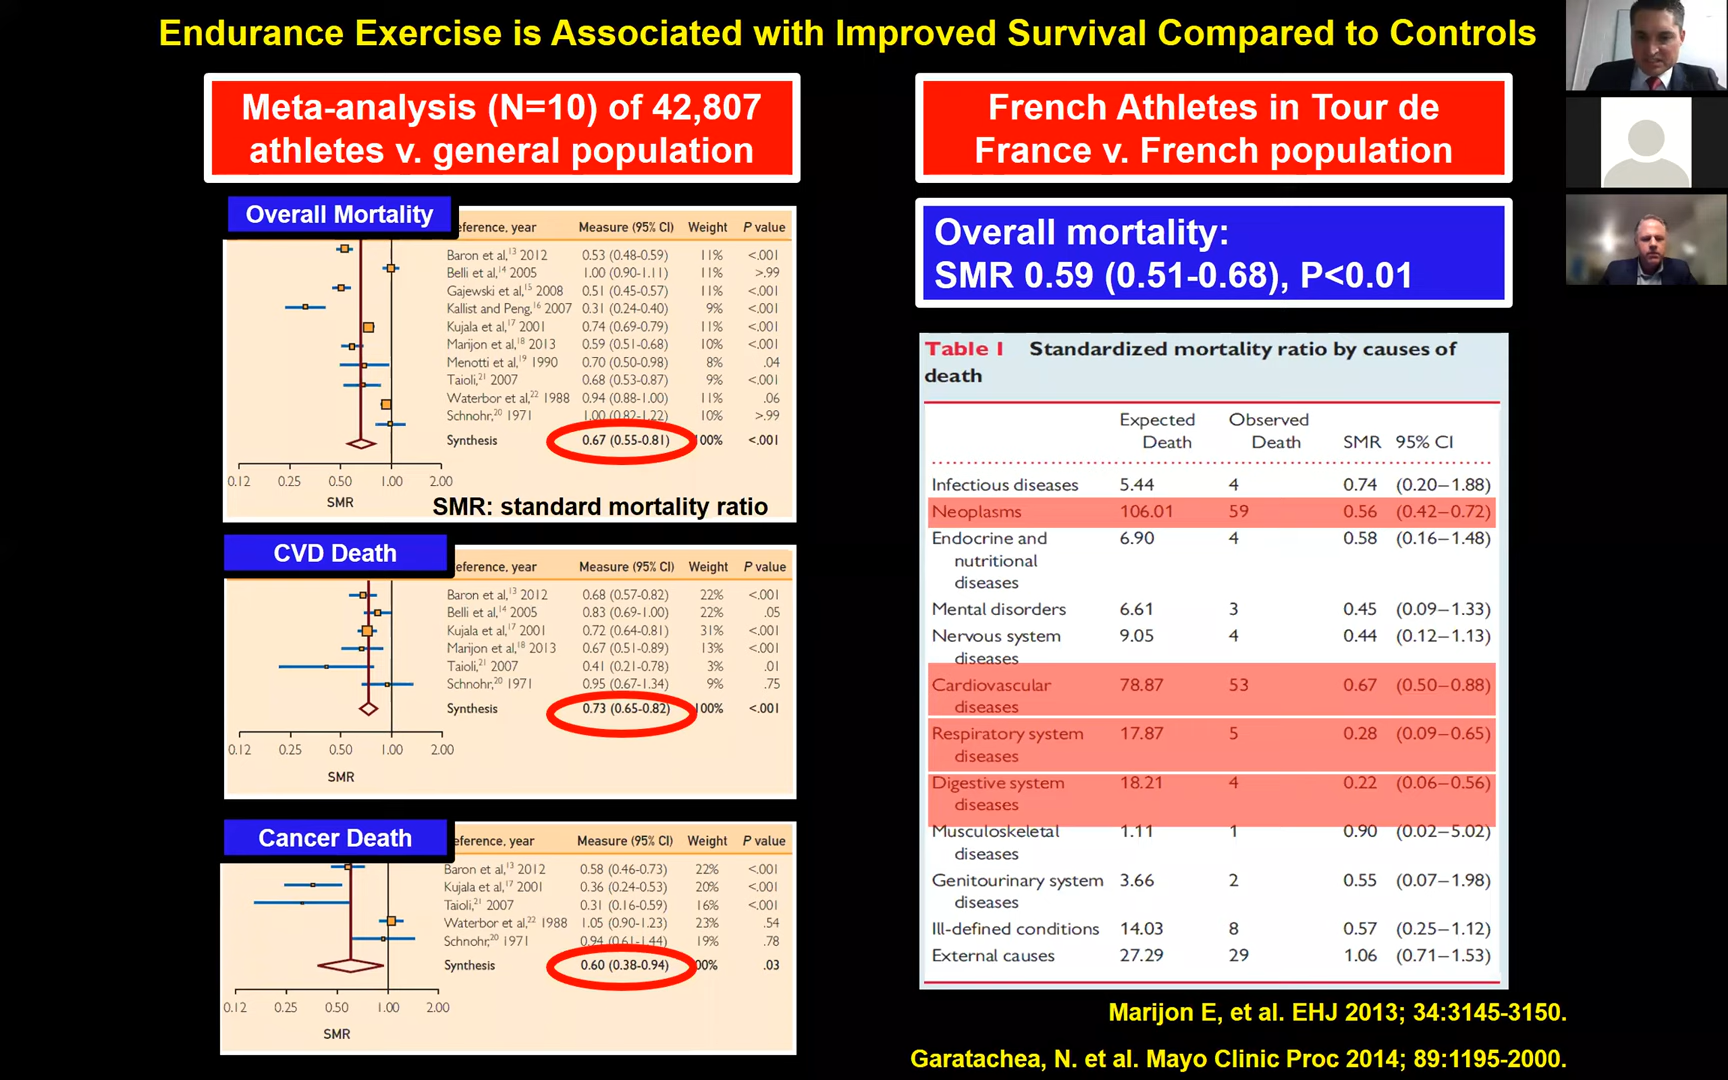 Endurance Exercise is Associated with Improved Survival Compared to Controls
Meta-analysis (N=10) of 42,807
athletes v. general population
Overall Mortality
eference, year Measure (95% CI) Weight P value
Baron et al,13 2012 0.53 (0.48-0.59) 11% <.001
Belli et al,14 2005 1.00 (0.90-1.11) 11% >.99
Gajewski et al,15 2008 0.51 (0.45-0.57) 11% <.001
Kallist and Peng,16 2007 0.31 (0.24-0.40) 9% <.001
Kujala et al,17 2001 0.74 (0.69-0.79) 11% <.001
Marijon et al,18 2013 0.59 (0.51-0.68) 10% <.001
Menotti et al,19 1990 0.70 (0.50-0.98) 8% .04
Taioli,21 2007 0.68 (0.53-0.87) 9% <.001
Waterbor et al,22 1988 0.94 (0.88-1.00) 11% .06
Schnohr,20 1971 1.00 (0.82-1.22) 10% >.99
Synthesis 0.67 (0.55-0.81) 100% <.001
0.12 0.25 0.50 1.00 2.00
SMR
SMR: standard mortality ratio
CVD Death
eference, year Measure (95% CI) Weight P value
Baron et al,13 2012 0.68 (0.57-0.82) 22% <.001
Belli et al,14 2005 0.83 (0.69-1.00) 22% .05
Kujala et al,17 2001 0.72 (0.64-0.81) 31% <.001
Marijon et al,18 2013 0.67 (0.51-0.89) 13% <.001
Taioli,21 2007 0.41 (0.21-0.78) 3% .01
Schnohr,20 1971 0.95 (0.67-1.34) 9% .75
Synthesis 0.73 (0.65-0.82) 100% <.001
0.12 0.25 0.50 1.00 2.00
SMR
Cancer Death
eference, year Measure (95% CI) Weight P value
Baron et al,13 2012 0.58 (0.46-0.73) 22% <.001
Kujala et al,17 2001 0.36 (0.24-0.53) 20% <.001
Taioli,21 2007 0.31 (0.16-0.59) 16% <.001
Waterbor et al,22 1988 1.05 (0.90-1.23) 23% .54
Schnohr,20 1971 0.94 (0.61-1.44) 19% .78
Synthesis 0.60 (0.38-0.94) 00% .03
0.12 0.25 0.50 1.00 2.00
SMR
French Athletes in Tour de
France v. French population
Overall mortality:
SMR 0.59 (0.51-0.68), P<0.01
Table 1 Standardized mortality ratio by causes of
death
Expected Observed
Death Death SMR 95% CI
Infectious diseases 5.44 4 0.74 (0.20–1.88)
Neoplasms 106.01 59 0.56 (0.42–0.72)
Endocrine and 6.90 4 0.58 (0.16–1.48)
nutritional
diseases
Mental disorders 6.61 3 0.45 (0.09–1.33)
Nervous system 9.05 4 0.44 (0.12–1.13)
diseases
Cardiovascular 78.87 53 0.67 (0.50–0.88)
diseases
Respiratory system 17.87 5 0.28 (0.09–0.65)
diseases
Digestive system 18.21 4 0.22 (0.06–0.56)
diseases
Musculoskeletal 1.11 1 0.90 (0.02–5.02)
diseases
Genitourinary system 3.66 2 0.55 (0.07–1.98)
diseases
Ill-defined conditions 14.03 8 0.57 (0.25–1.12)
External causes 27.29 29 1.06 (0.71–1.53)
Marijon E, et al. EHJ 2013; 34:3145-3150.
Garatachea, N. et al. Mayo Clinic Proc 2014; 89:1195-2000.